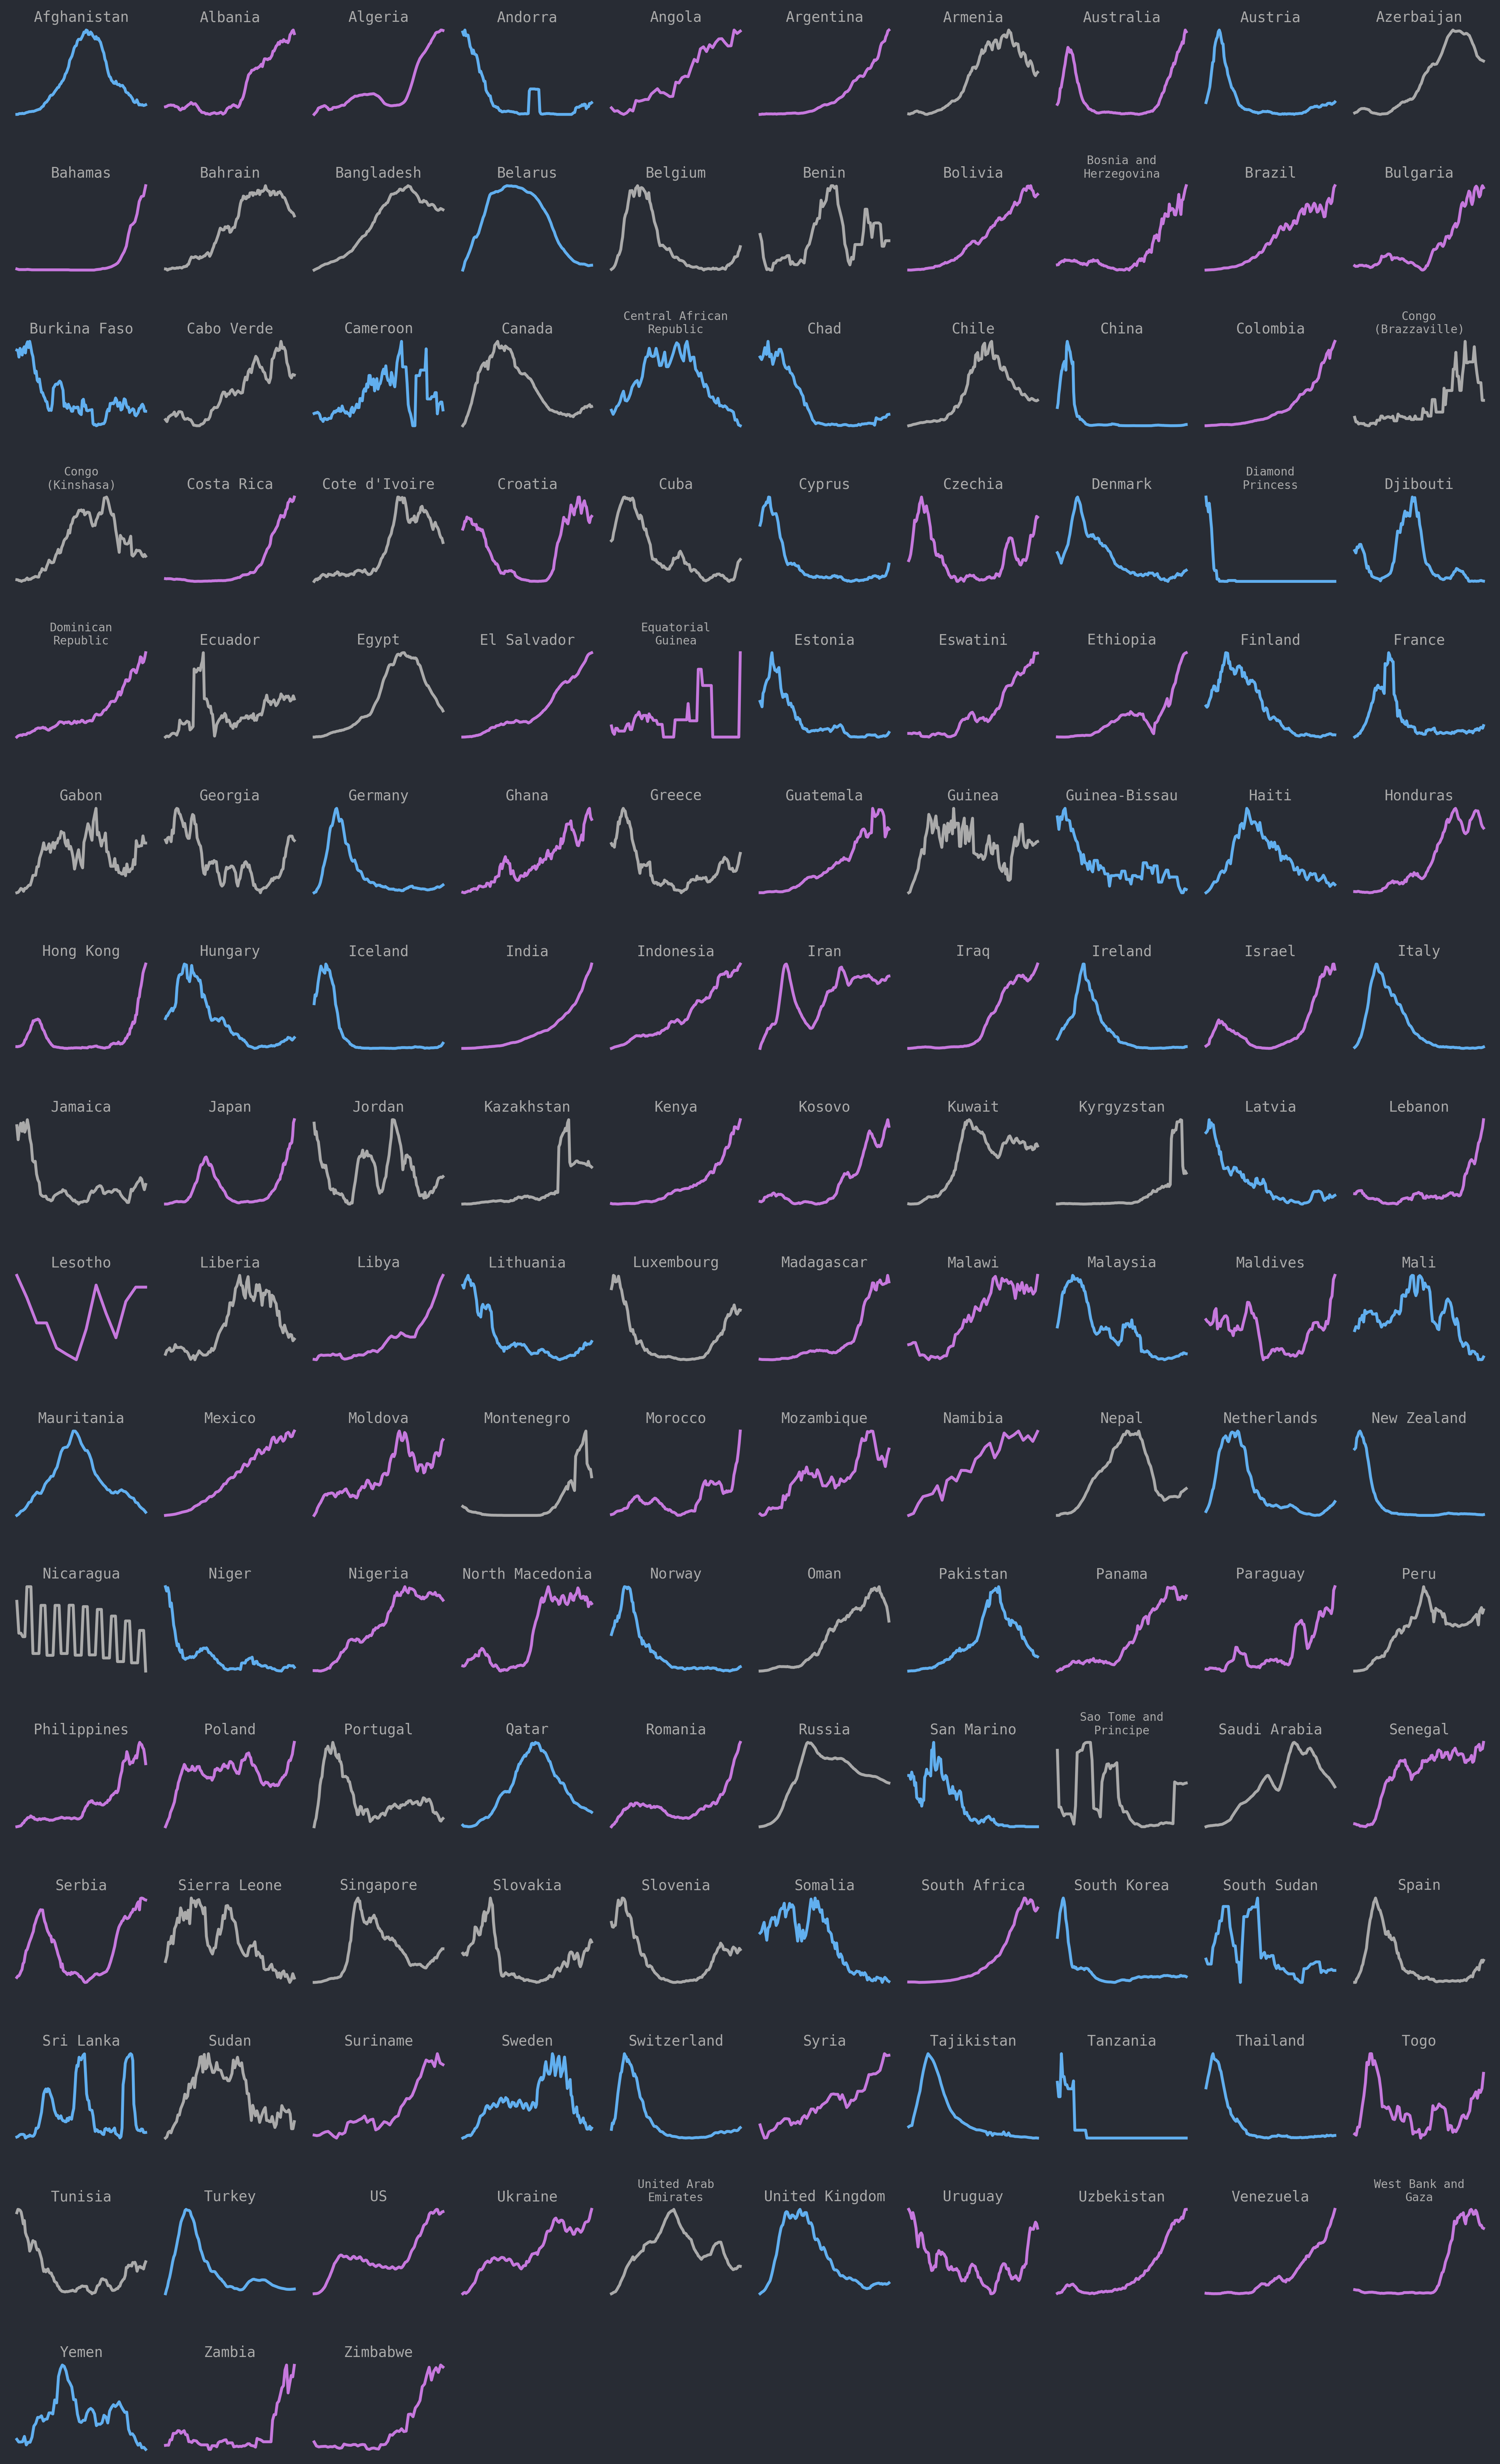 Afghanistan
Albania
Algeria
Andorra
Angola
Argentina
Armenia
Australia
Austria
Azerbaijan
Bahamas
Bahrain
Bangladesh
Belarus
Belgium
Benin
Bolivia
Bosnia and
Herzegovina
Brazil
Bulgaria
Burkina Faso
Cabo Verde
Cameroon
Canada
Central African
Republic
Chad
Chile
China
Colombia
Congo
(Brazzaville)
Congo
(Kinshasa)
Costa Rica
Cote d'Ivoire
Croatia
Cuba
Cyprus
Czechia
Denmark
Diamond
Princess
Djibouti
Dominican
Republic
Ecuador
Egypt
El Salvador
Equatorial
Guinea
Estonia
Eswatini
Ethiopia
Finland
France
Gabon
Georgia
Germany
Ghana
Greece
Guatemala
Guinea
Guinea-Bissau
Haiti
Honduras
Hong Kong
Hungary
Iceland
India
Indonesia
Iran
Iraq
Ireland
Israel
Italy
Jamaica
Japan
Jordan
Kazakhstan
Kenya
Kosovo
Kuwait
Kyrgyzstan
Latvia
Lebanon
Lesotho
Liberia
Libya
Lithuania
Luxembourg
Madagascar
Malawi
Malaysia
Maldives
Mali
Mauritania
Mexico
Moldova
Montenegro
Morocco
Mozambique
Namibia
Nepal
Netherlands
New Zealand
Nicaragua
Niger
Nigeria
North Macedonia
Norway
Oman
Pakistan
Panama
Paraguay
Peru
Philippines
Poland
Portugal
Qatar
Romania
Russia
San Marino
Sao Tome and
Principe
Saudi Arabia
Senegal
Serbia
Sierra Leone
Singapore
Slovakia
Slovenia
Somalia
South Africa
South Korea
South Sudan
Spain
Sri Lanka
Sudan
Suriname
Sweden
Switzerland
Syria
Tajikistan
Tanzania
Thailand
Togo
Tunisia
Turkey
US
Ukraine
United Arab
Emirates
United Kingdom
Uruguay
Uzbekistan
Venezuela
West Bank and
Gaza
Yemen
Zambia
Zimbabwe